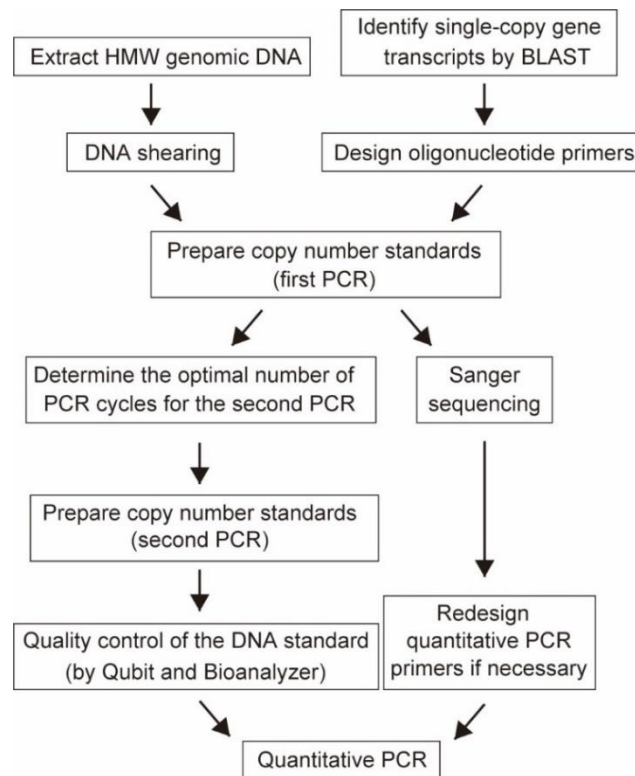 Extract HMW genomic DNA
Identify single-copy gene
transcripts by BLAST
DNA shearing
Design oligonucleotide primers
Prepare copy number standards
(first PCR)
Determine the optimal number of
PCR cycles for the second PCR
Sanger
sequencing
Prepare copy number standards
(second PCR)
Quality control of the DNA standard
(by Qubit and Bioanalyzer)
Redesign
quantitative PCR
primers if necessary
Quantitative PCR